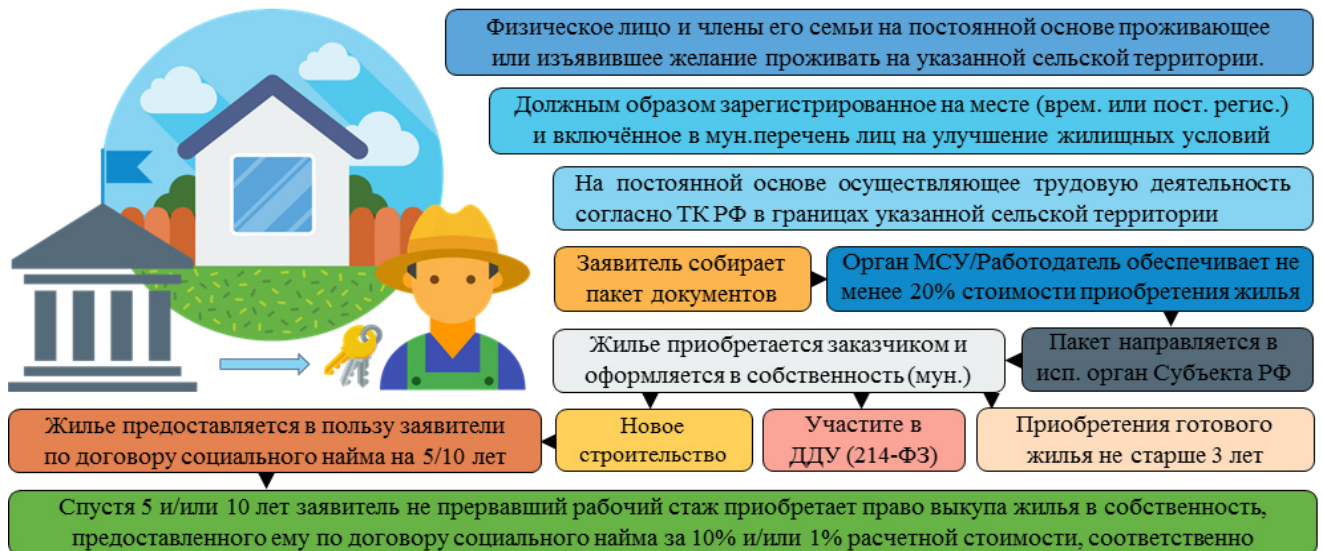 Физическое лицо и члены его семьи на постоянной основе проживающее
или изъявившее желание проживать на указанной сельской территории.
Должным образом зарегистрированное на месте (врем. или пост. регис.)
и включённое в мун.перечень лиц на улучшение жилищных условий
На постоянной основе осуществляющее трудовую деятельность
согласно ТК РФ в границах указанной сельской территории
Заявитель собирает
пакет документов
Орган МСУ/Работодатель обеспечивает не
менее 20% стоимости приобретения жилья
Жилье приобретается заказчиком и
оформляется в собственность (мун.)
Пакет направляется в
исп. орган Субъекта РФ
Жилье предоставляется в пользу заявители
по договору социального найма на 5/10 лет
Новое
строительство
Участите в
ДДУ (214-ФЗ)
Приобретения готового
жилья не старше 3 лет
Спустя 5 и/или 10 лет заявитель не прервавший рабочий стаж приобретает право выкупа жилья в собственность,
предоставленного ему по договору социального найма за 10% и/или 1% расчетной стоимости, соответственно